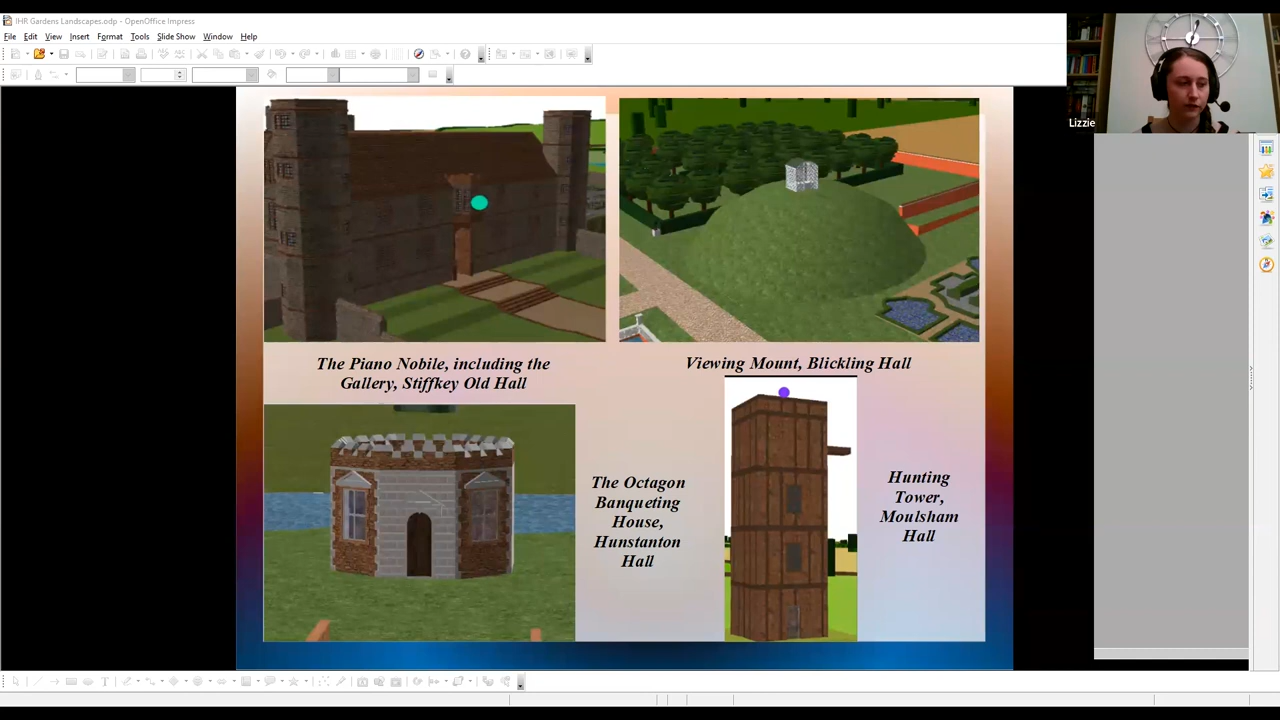 IHR Gardens Landscapes.odp - OpenOffice Impress
File Edit View Insert Format Tools Slide Show Window Help
Lizzie
The Piano Nobile, including the
Gallery, Stiffkey Old Hall
Viewing Mount, Blickling Hall
The Octagon
Banqueting
House,
Hunstanton
Hall
Hunting
Tower,
Moulsham
Hall